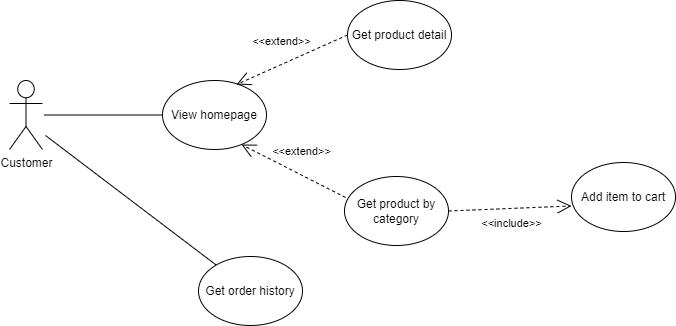 Get product detail
<<extend>>
View homepage
Customer
<<extend>>
Get product by
category
Add item to cart
<<include>>
Get order history